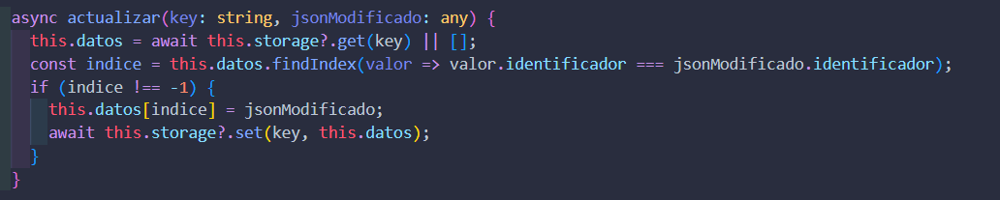 async actualizar(key: string, jsonModificado: any) {
this.datos = await this.storage?.get(key) || [];
const indice = this.datos.findIndex(valor => valor.identificador === jsonModificado.identificador);
if (indice !== -1) {
this.datos[indice] = jsonModificado;
await this.storage?.set(key, this.datos);
}
}